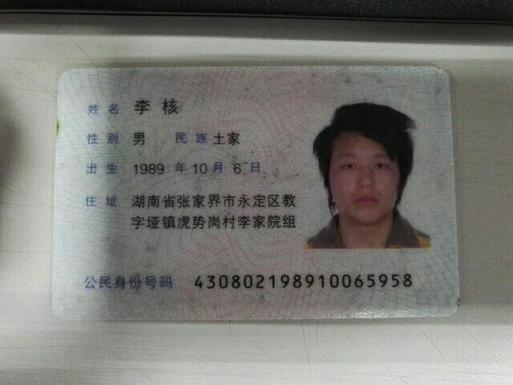 姓名 李核
性别 男 民族 土家
出生 1989 年 10 月 6 日
住址 湖南省张家界市永定区教
字垭镇虎势岗村李家院组
公民身份号码 430802198910065958